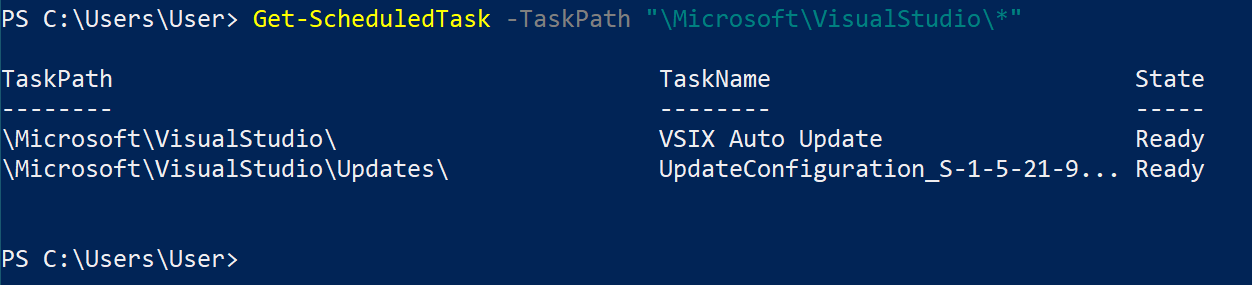 PS C:\Users\User> Get-ScheduledTask -TaskPath "\Microsoft\VisualStudio\*"
TaskPath TaskName State
-------- -------- -----
\Microsoft\VisualStudio\ VSIX Auto Update Ready
\Microsoft\VisualStudio\Updates\ UpdateConfiguration_S-1-5-21-9... Ready
PS C:\Users\User>